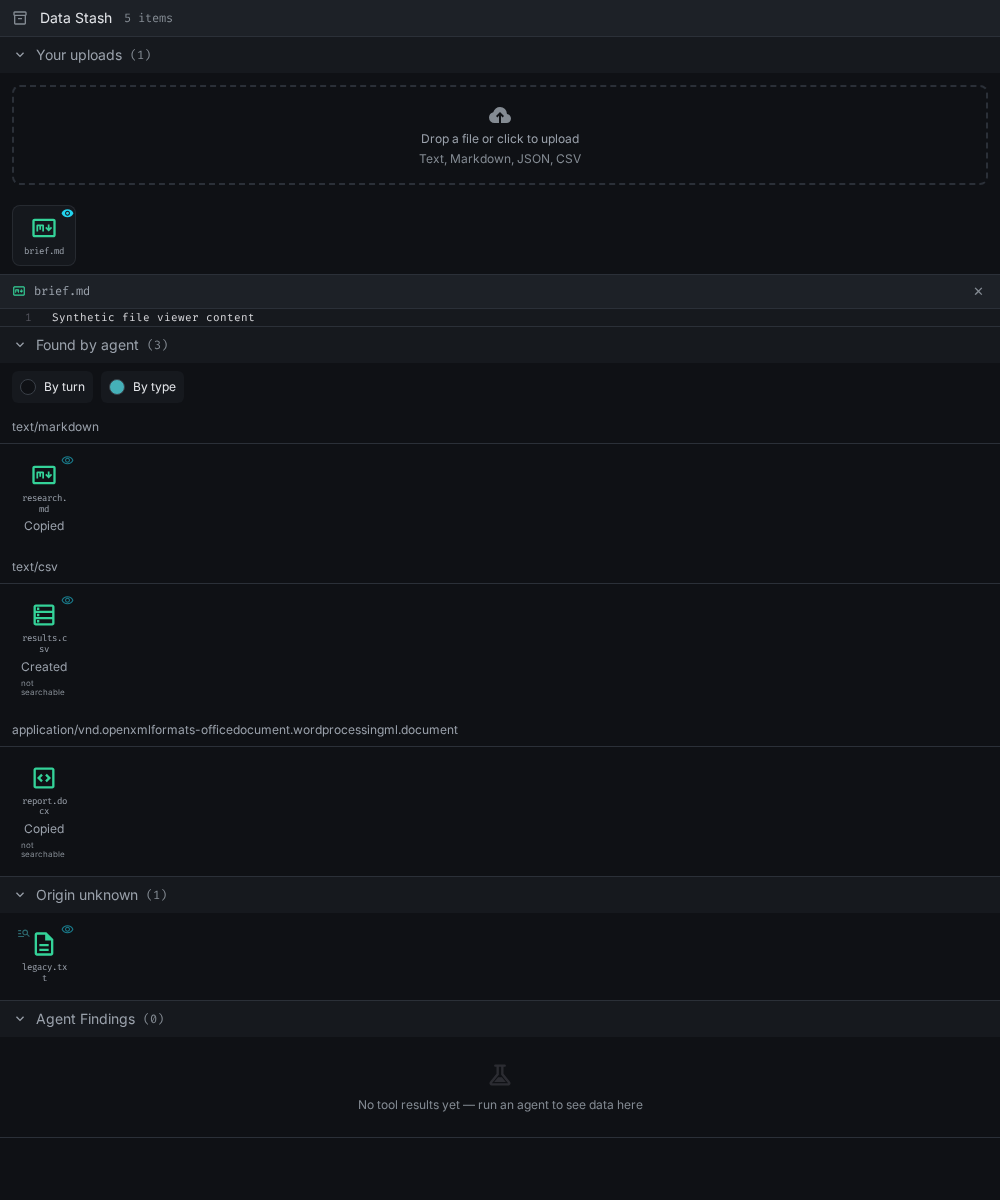 Data Stash 5 items
Your uploads (1)
Drop a file or click to upload
Text, Markdown, JSON, CSV
brief.md
brief.md
1 Synthetic file viewer content
Found by agent (3)
By turn By type
text/markdown
research.
md
Copied
text/csv
results.c
sv
Created
not
searchable
application/vnd.openxmlformats-officedocument.wordprocessingml.document
report.do
cx
Copied
not
searchable
Origin unknown (1)
legacy.tx
t
Agent Findings (0)
No tool results yet — run an agent to see data here